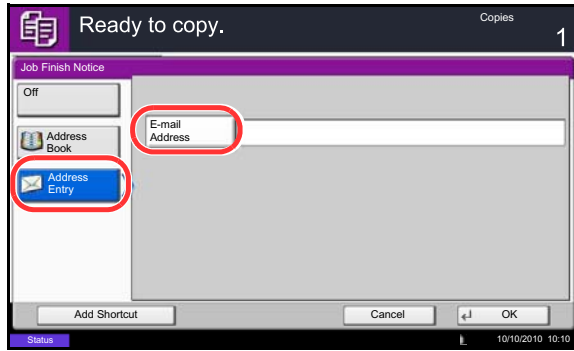 Ready to copy.
Copies
1
Job Finish Notice
Off
Address
Book
E-mail
Address
Address
Entry
Add Shortcut
Cancel
OK
Status
10/10/2010 10:10